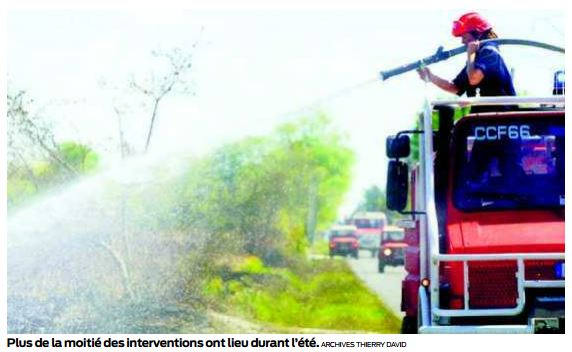 CCF66
Plus de la moitié des interventions ont lieu durant l'été. ARCHIVES THIERRY DAVID